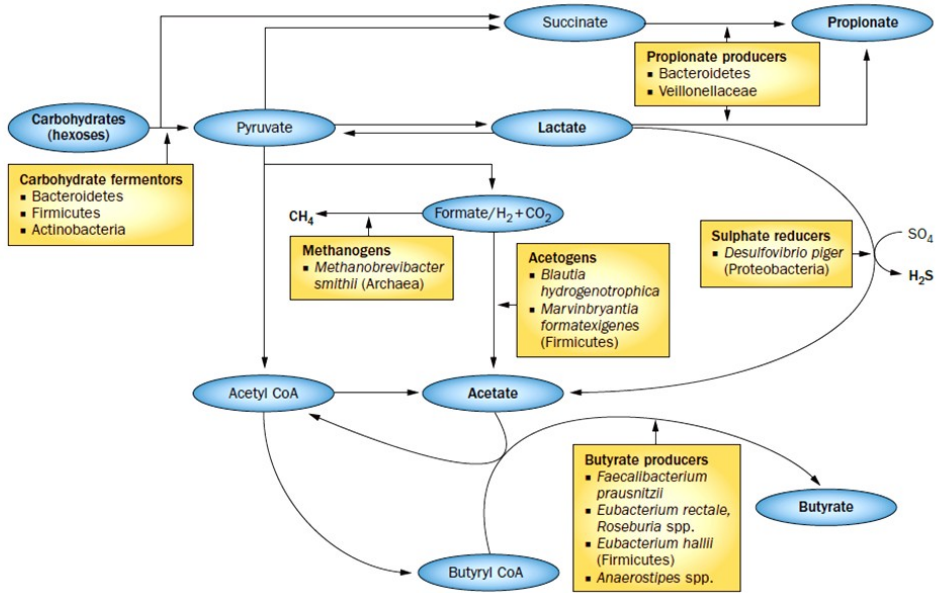 Succinate
Propionate
Propionate producers
▪ Bacteroidetes
▪ Veillonellaceae
Carbohydrates
(hexoses)
Pyruvate
Lactate
Carbohydrate fermentors
▪ Bacteroidetes
▪ Firmicutes
▪ Actinobacteria
CH₄
Formate/H₂+CO₂
Methanogens
▪ Methanobrevibacter
smithii (Archaea)
Acetogens
▪ Blautia
hydrogenotrophica
▪ Marvinbryantia
formatexigenes
(Firmicutes)
Sulphate reducers
▪ Desulfovibrio piger
(Proteobacteria)
SO₄
H₂S
Acetyl CoA
Acetate
Butyrate producers
▪ Faecalibacterium
prausnitzii
▪ Eubacterium rectale,
Roseburia spp.
▪ Eubacterium hallii
(Firmicutes)
▪ Anaerostipes spp.
Butyrate
Butyryl CoA